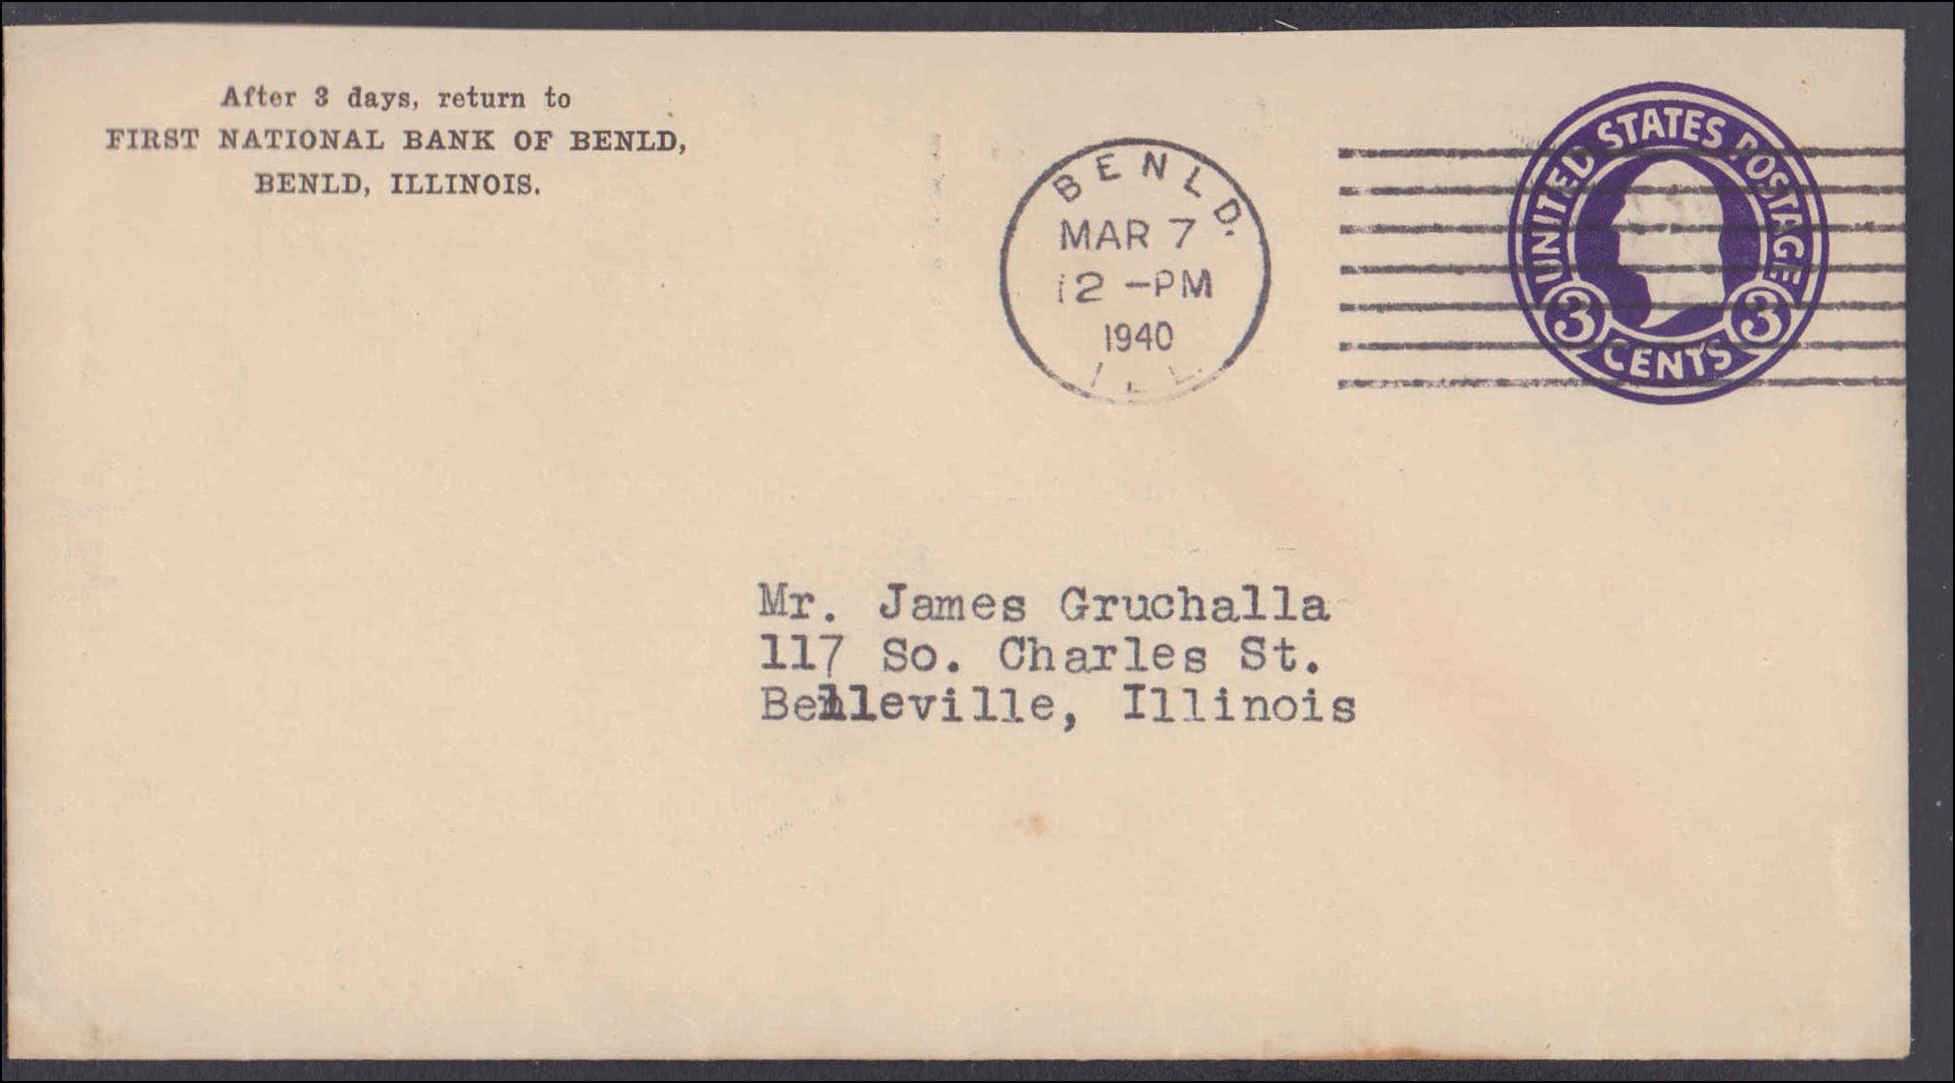 After 3 days, return to
FIRST NATIONAL BANK OF BENLD,
BENLD, ILLINOIS.
BENLD.
MAR 7
12 -PM
1940
ILL.
UNITED STATES POSTAGE
3 3
CENTS
Mr. James Gruchalla
117 So. Charles St.
Belleville, Illinois